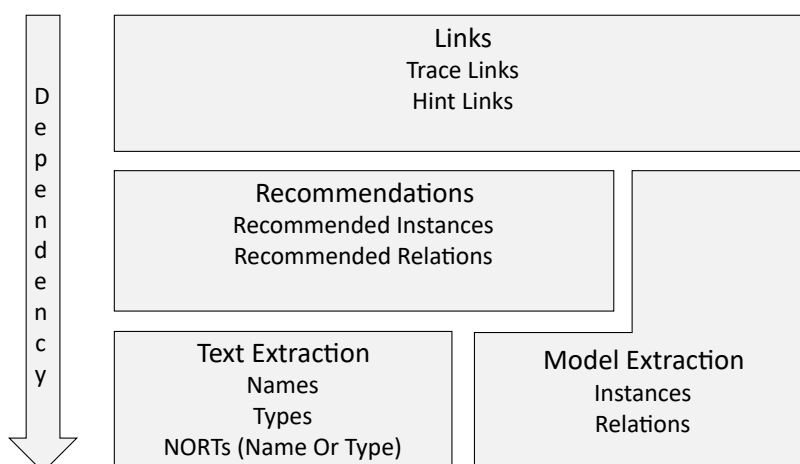 Dependency
Links
Trace Links
Hint Links
Recommendations
Recommended Instances
Recommended Relations
Text Extraction
Names
Types
NORTs (Name Or Type)
Model Extraction
Instances
Relations